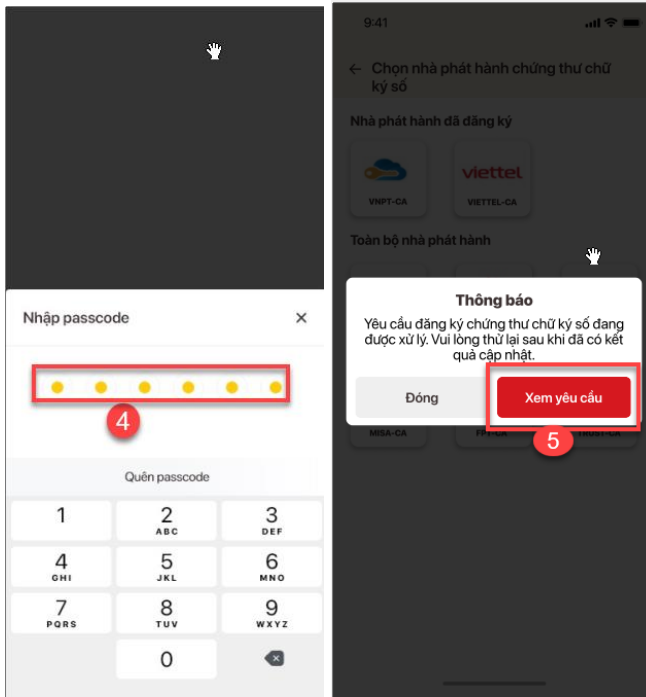 Nhập passcode
4
Quên passcode
1
2
ABC
3
DEF
4
GHI
5
JKL
6
MNO
7
PQRS
8
TUV
9
WXYZ
0
9:41
Chọn nhà phát hành chứng thư chữ
ký số
Nhà phát hành đã đăng ký
viettel
VNPT-CA
VIETTEL-CA
Toàn bộ nhà phát hành
Thông báo
Yêu cầu đăng ký chứng thư chữ ký số đang
được xử lý. Vui lòng thử lại sau khi đã có kết
quả cập nhật.
Đóng
Xem yêu cầu
5
MISA-CA
FPT-CA
TRUST-CA